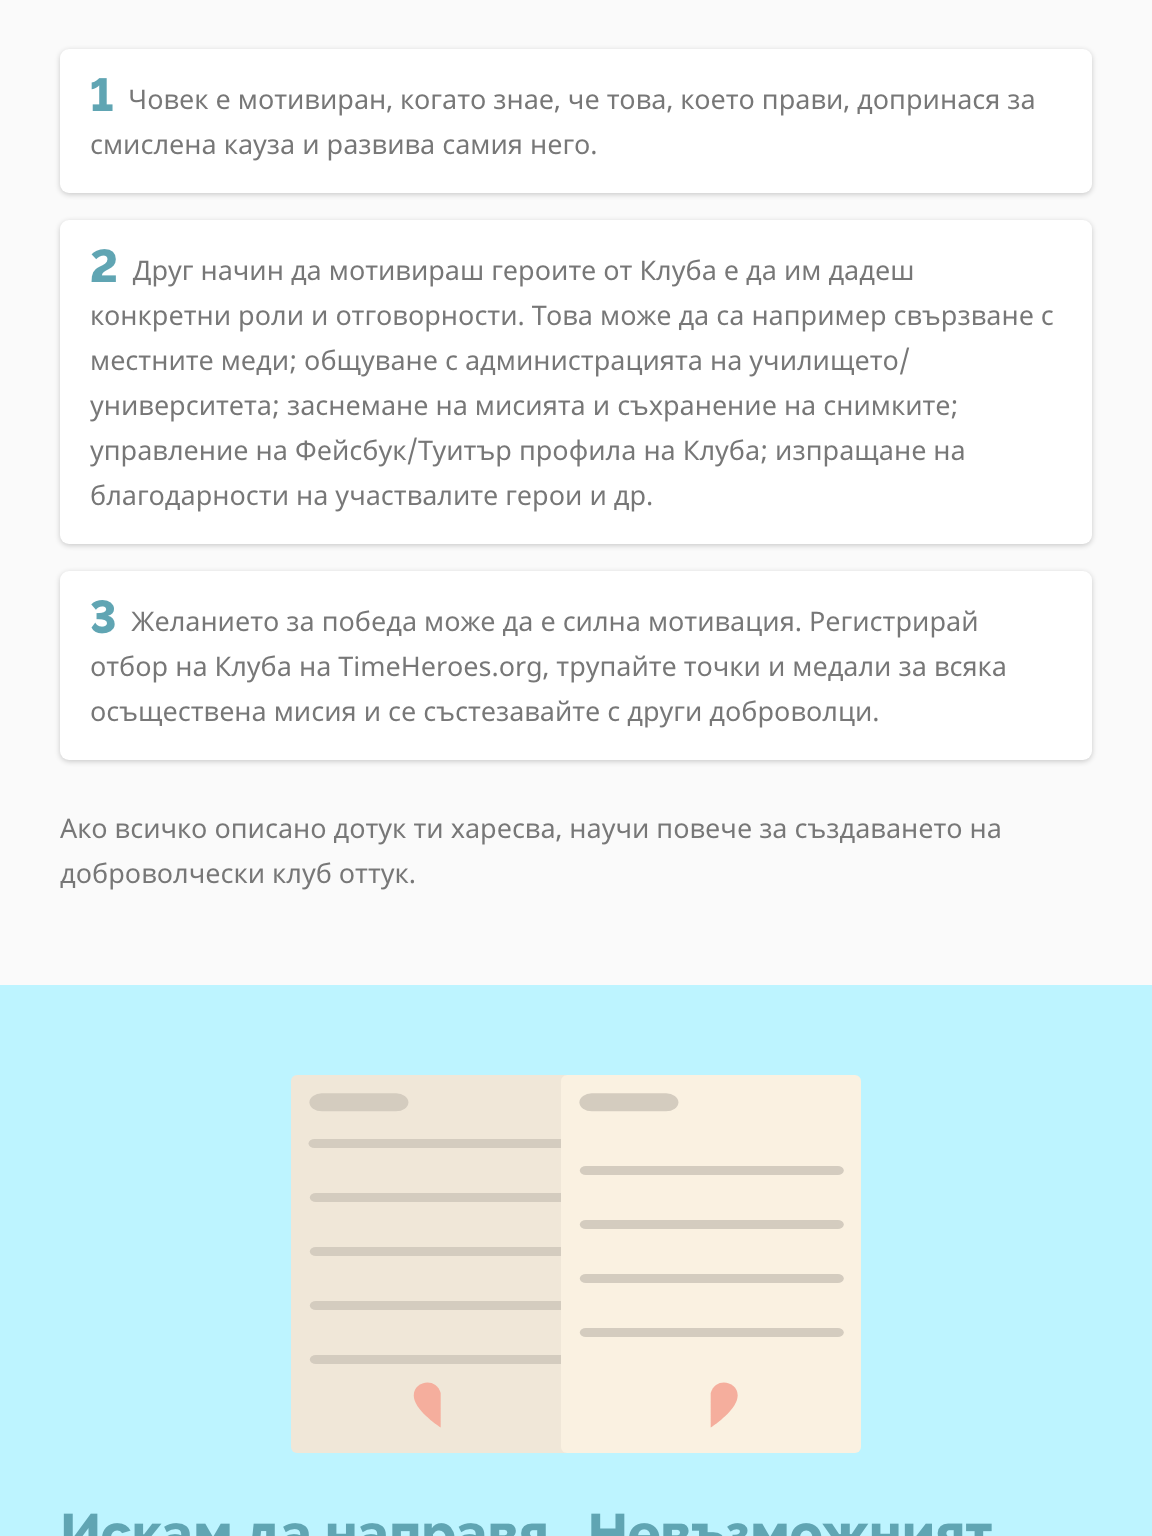 1 Човек е мотивиран, когато знае, че това, което прави, допринася за
смислена кауза и развива самия него.
2 Друг начин да мотивираш героите от Клуба е да им дадеш
конкретни роли и отговорности. Това може да са например свързване с
местните меди; общуване с администрацията на училището/
университета; заснемане на мисията и съхранение на снимките;
управление на Фейсбук/Туитър профила на Клуба; изпращане на
благодарности на участвалите герои и др.
3 Желанието за победа може да е силна мотивация. Регистрирай
отбор на Клуба на TimeHeroes.org, трупайте точки и медали за всяка
осъществена мисия и се състезавайте с други доброволци.
Ако всичко описано дотук ти харесва, научи повече за създаването на
доброволчески клуб оттук.
Искам да направя Невъзможният